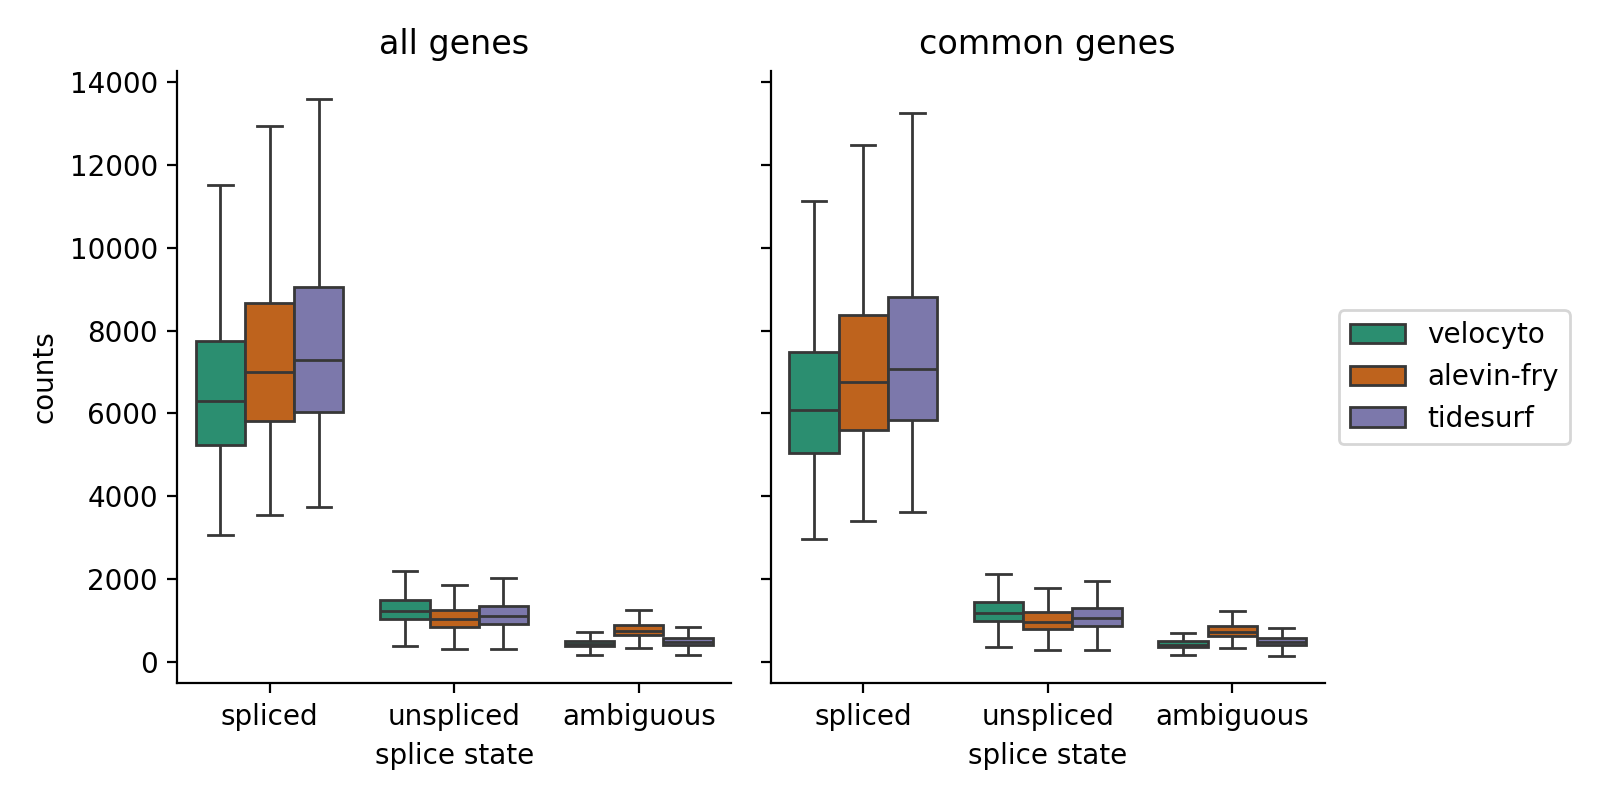 all genes
common genes
14000
12000
10000
8000
6000
4000
2000
0
counts
spliced
unspliced
ambiguous
splice state
spliced
unspliced
ambiguous
splice state
velocyto
alevin-fry
tidesurf